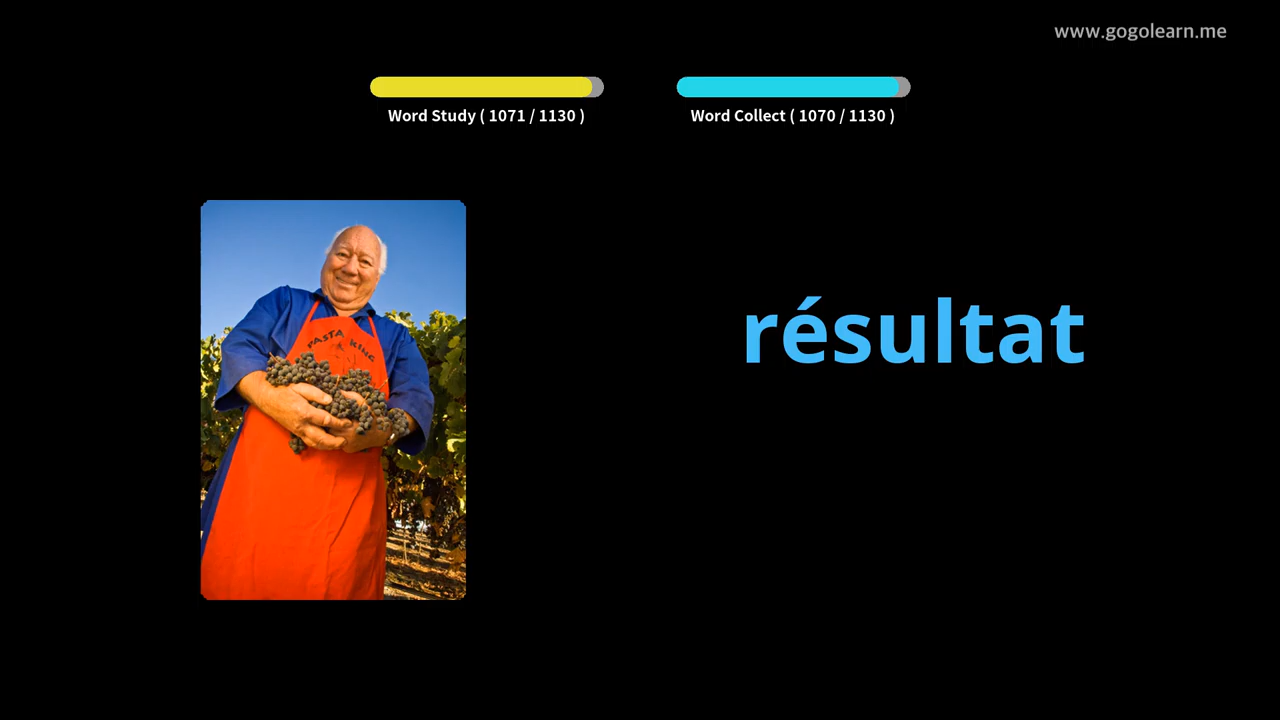 www.gogolearn.me
Word Study ( 1071 / 1130 )
Word Collect ( 1070 / 1130 )
PASTA KING
résultat